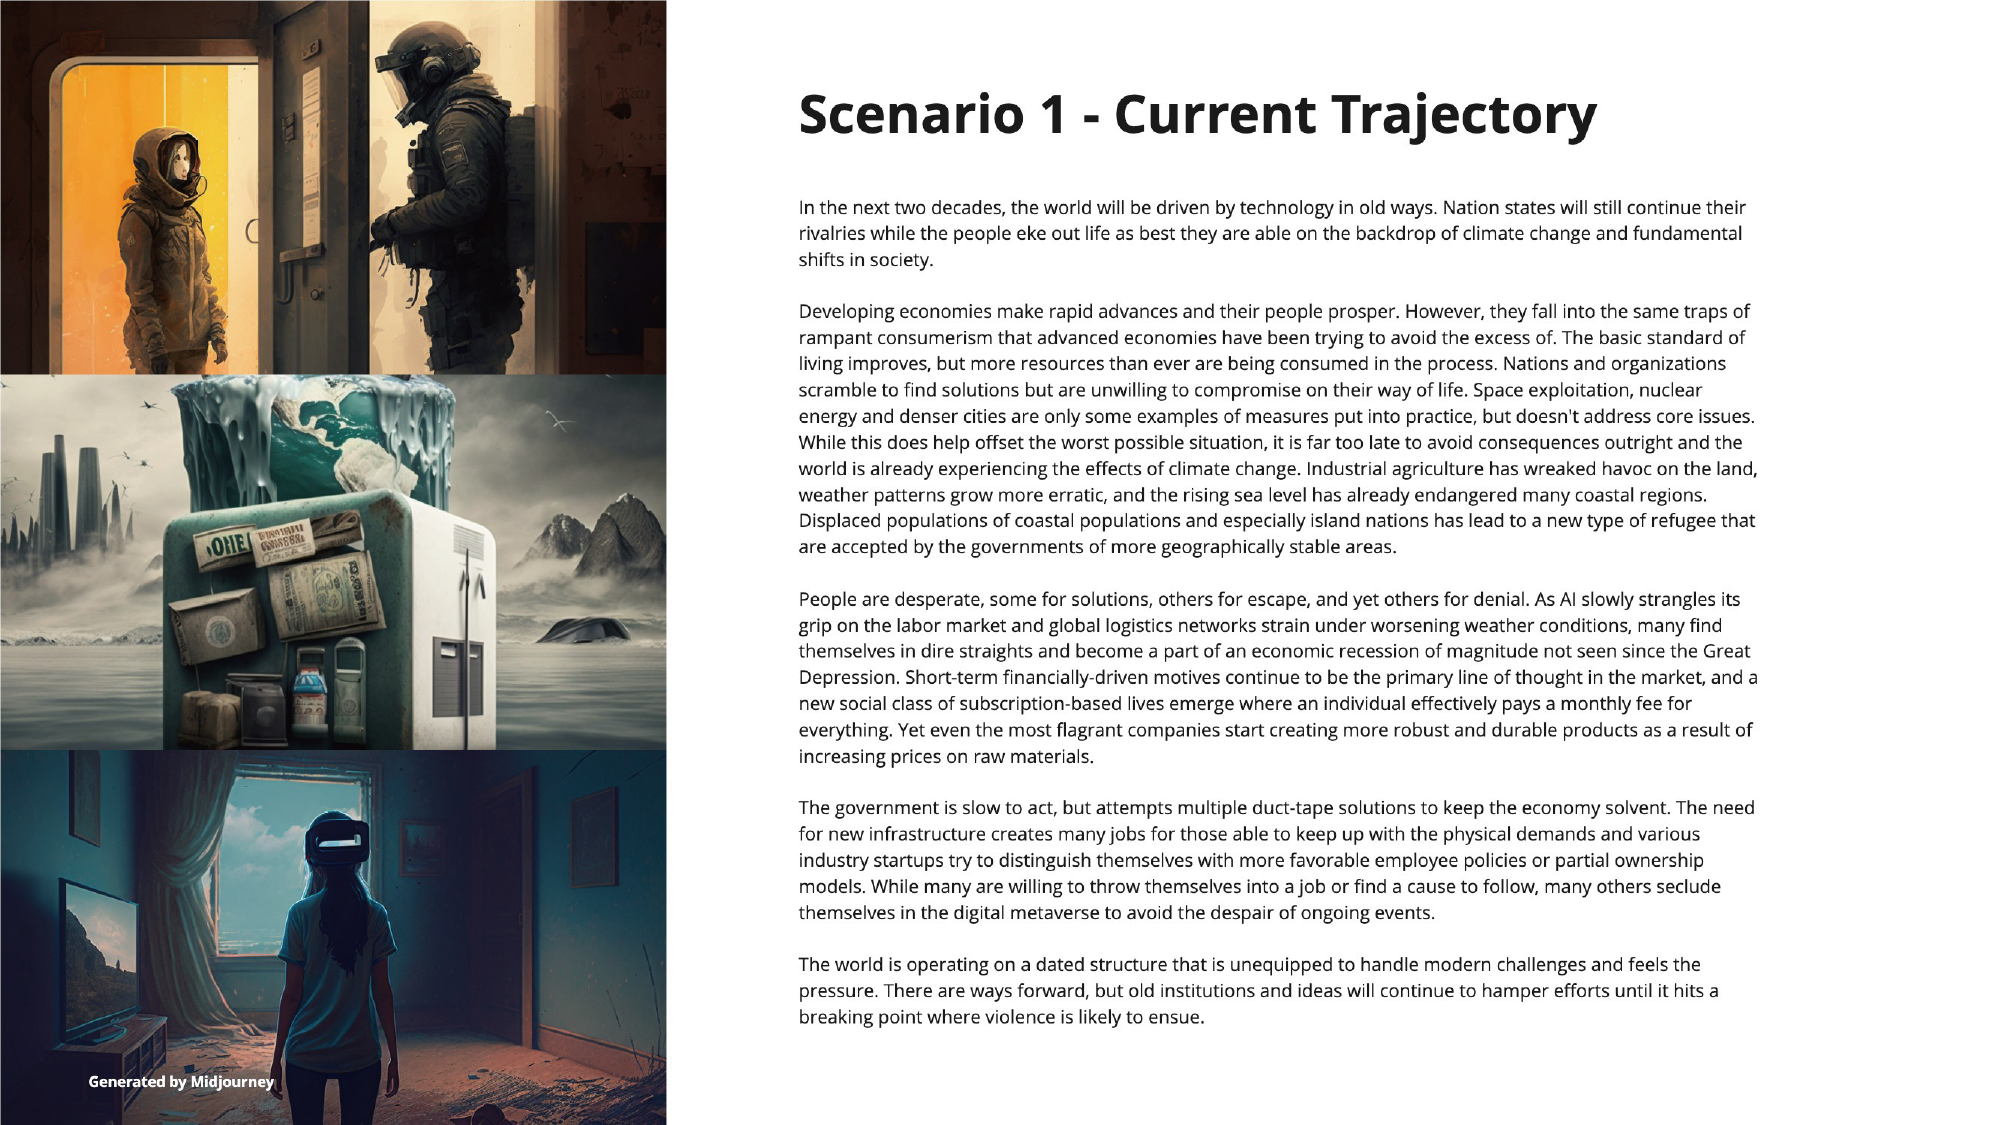 Scenario 1 - Current Trajectory
In the next two decades, the world will be driven by technology in old ways. Nation states will still continue their
rivalries while the people eke out life as best they are able on the backdrop of climate change and fundamental
shifts in society.
Developing economies make rapid advances and their people prosper. However, they fall into the same traps of
rampant consumerism that advanced economies have been trying to avoid the excess of. The basic standard of
living improves, but more resources than ever are being consumed in the process. Nations and organizations
scramble to find solutions but are unwilling to compromise on their way of life. Space exploitation, nuclear
energy and denser cities are only some examples of measures put into practice, but doesn't address core issues.
While this does help offset the worst possible situation, it is far too late to avoid consequences outright and the
world is already experiencing the effects of climate change. Industrial agriculture has wreaked havoc on the land,
weather patterns grow more erratic, and the rising sea level has already endangered many coastal regions.
Displaced populations of coastal populations and especially island nations has lead to a new type of refugee that
are accepted by the governments of more geographically stable areas.
People are desperate, some for solutions, others for escape, and yet others for denial. As AI slowly strangles its
grip on the labor market and global logistics networks strain under worsening weather conditions, many find
themselves in dire straights and become a part of an economic recession of magnitude not seen since the Great
Depression. Short-term financially-driven motives continue to be the primary line of thought in the market, and a
new social class of subscription-based lives emerge where an individual effectively pays a monthly fee for
everything. Yet even the most flagrant companies start creating more robust and durable products as a result of
increasing prices on raw materials.
The government is slow to act, but attempts multiple duct-tape solutions to keep the economy solvent. The need
for new infrastructure creates many jobs for those able to keep up with the physical demands and various
industry startups try to distinguish themselves with more favorable employee policies or partial ownership
models. While many are willing to throw themselves into a job or find a cause to follow, many others seclude
themselves in the digital metaverse to avoid the despair of ongoing events.
The world is operating on a dated structure that is unequipped to handle modern challenges and feels the
pressure. There are ways forward, but old institutions and ideas will continue to hamper efforts until it hits a
breaking point where violence is likely to ensue.
Generated by Midjourney